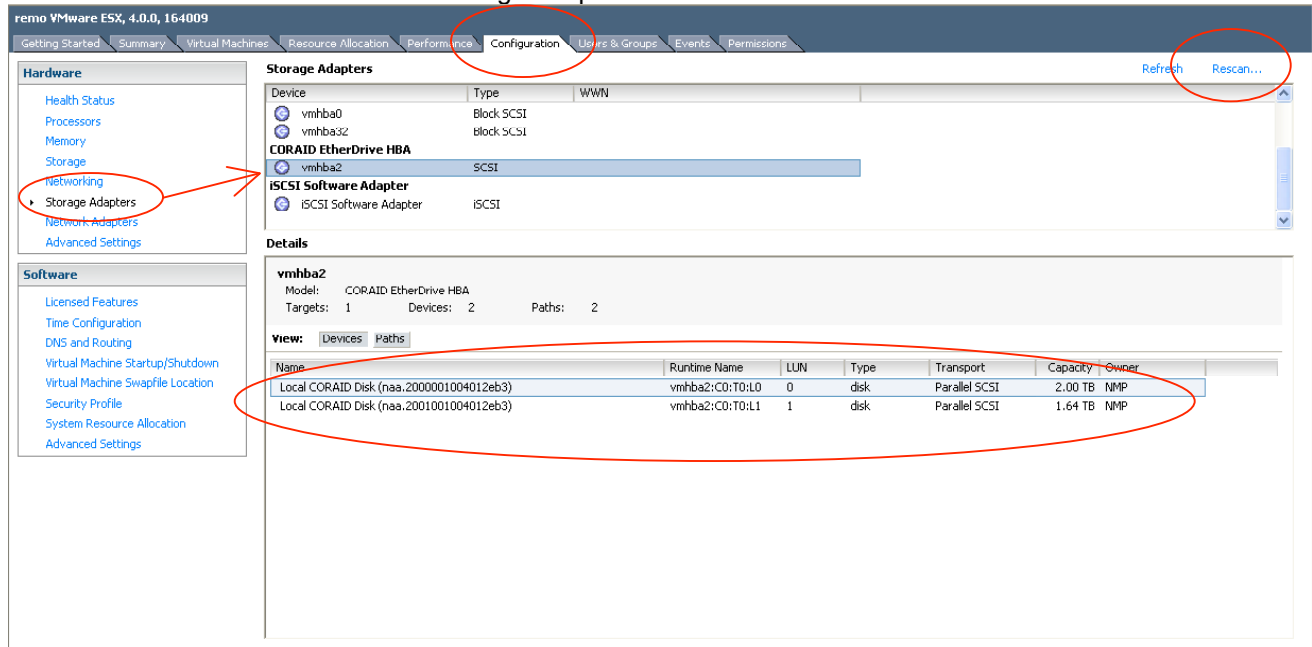 remo VMware ESX, 4.0.0, 164009
Getting Started Summary Virtual Machines Resource Allocation Performance Configuration Users & Groups Events Permissions
Hardware
Health Status
Processors
Memory
Storage
Networking
Storage Adapters
Network Adapters
Advanced Settings
Software
Licensed Features
Time Configuration
DNS and Routing
Virtual Machine Startup/Shutdown
Virtual Machine Swapfile Location
Security Profile
System Resource Allocation
Advanced Settings
Storage Adapters Refresh Rescan...
Device Type WWN
vmhba0 Block SCSI
vmhba32 Block SCSI
CORAID EtherDrive HBA
vmhba2 SCSI
iSCSI Software Adapter
iSCSI Software Adapter iSCSI
Details
vmhba2
Model: CORAID EtherDrive HBA
Targets: 1 Devices: 2 Paths: 2
View: Devices Paths
Name Runtime Name LUN Type Transport Capacity Owner
Local CORAID Disk (naa.2000001004012eb3) vmhba2:C0:T0:L0 0 disk Parallel SCSI 2.00 TB NMP
Local CORAID Disk (naa.2001001004012eb3) vmhba2:C0:T0:L1 1 disk Parallel SCSI 1.64 TB NMP